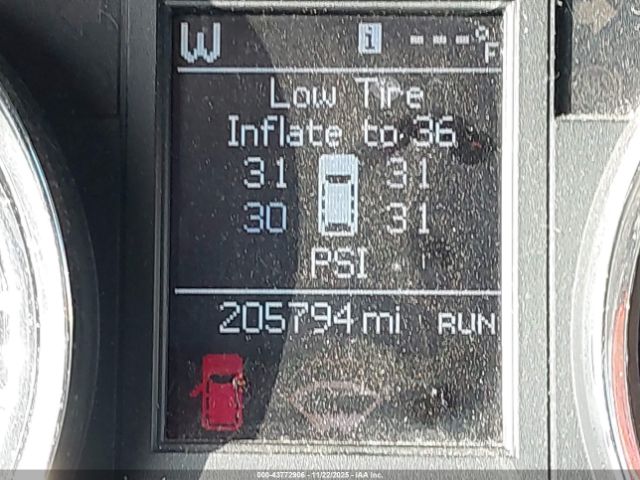 W i ---°F
Low Tire
Inflate to 36
31 31
30 31
PSI
205794 mi RUN
000-43772906 - 11/22/2025 - IAA Inc.